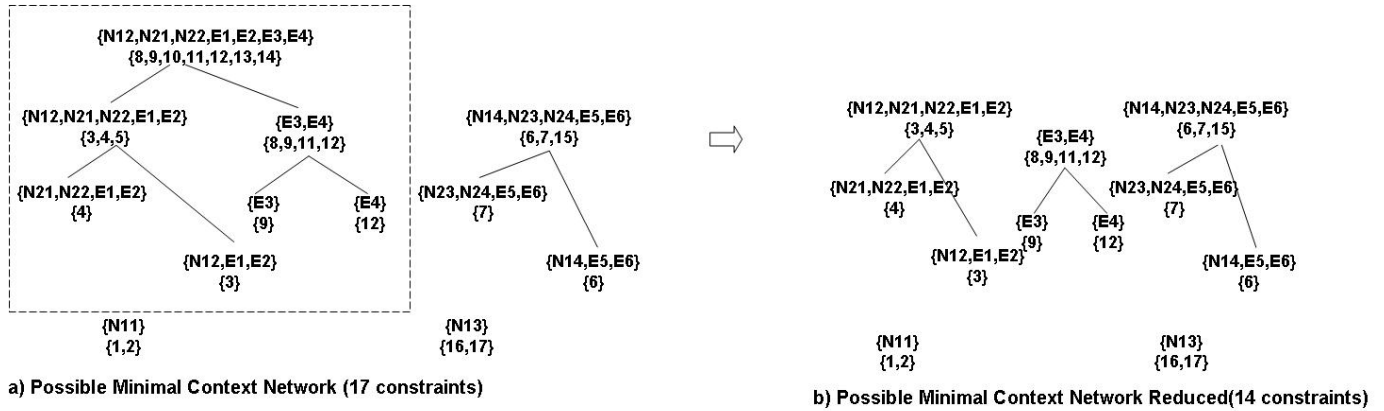 {N12,N21,N22,E1,E2,E3,E4}
{8,9,10,11,12,13,14}
{N12,N21,N22,E1,E2}
{3,4,5}
{E3,E4}
{8,9,11,12}
{N21,N22,E1,E2}
{4}
{E3}
{9}
{E4}
{12}
{N12,E1,E2}
{3}
{N14,N23,N24,E5,E6}
{6,7,15}
{N23,N24,E5,E6}
{7}
{N14,E5,E6}
{6}
{N11}
{1,2}
{N13}
{16,17}
a) Possible Minimal Context Network (17 constraints)
{N12,N21,N22,E1,E2}
{3,4,5}
{E3,E4}
{8,9,11,12}
{N14,N23,N24,E5,E6}
{6,7,15}
{N21,N22,E1,E2}
{4}
{E3}
{9}
{E4}
{12}
{N23,N24,E5,E6}
{7}
{N12,E1,E2}
{3}
{N14,E5,E6}
{6}
{N11}
{1,2}
{N13}
{16,17}
b) Possible Minimal Context Network Reduced(14 constraints)